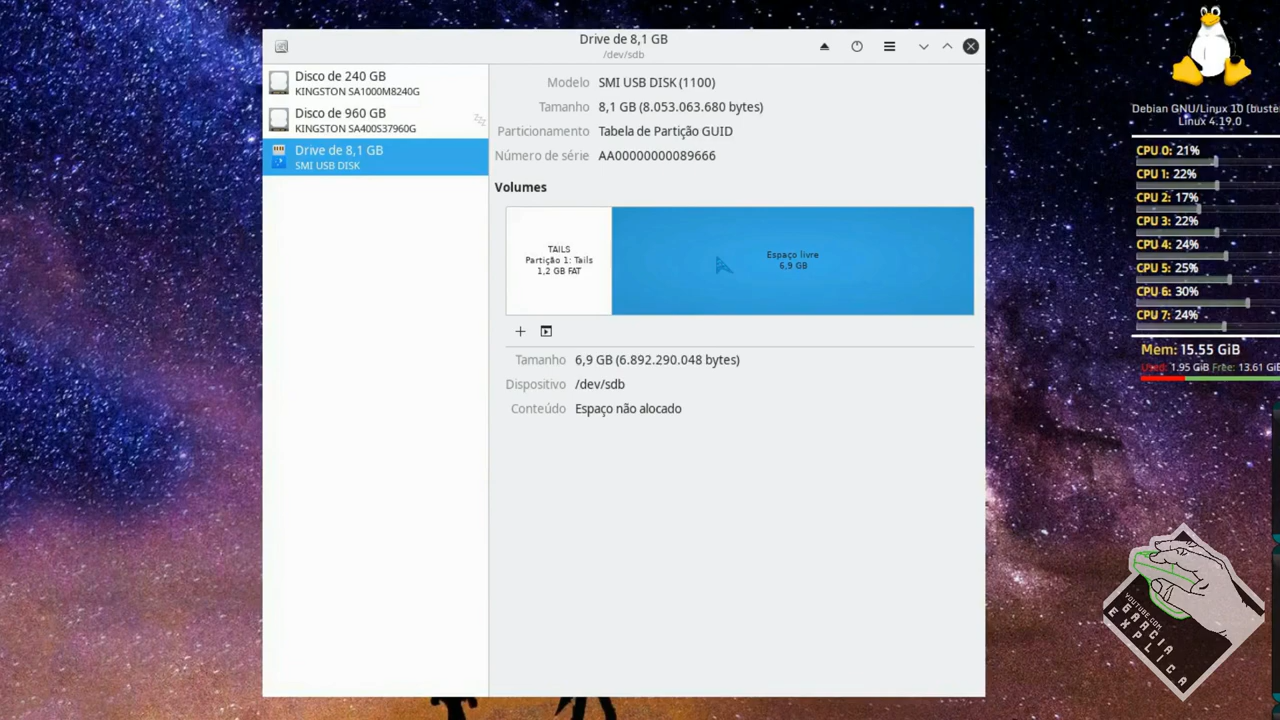 Drive de 8,1 GB
/dev/sdb
Disco de 240 GB
KINGSTON SA1000M8240G
Disco de 960 GB
KINGSTON SA400S37960G
Drive de 8,1 GB
SMI USB DISK
Modelo SMI USB DISK (1100)
Tamanho 8,1 GB (8.053.063.680 bytes)
Particionamento Tabela de Partição GUID
Número de série AA00000000089666
Volumes
TAILS
Partição 1: Tails
1,2 GB FAT
Espaço livre
6,9 GB
Tamanho 6,9 GB (6.892.290.048 bytes)
Dispositivo /dev/sdb
Conteúdo Espaço não alocado
Debian GNU/Linux 10 (buste
Linux 4.19.0
CPU 0: 21%
CPU 1: 22%
CPU 2: 17%
CPU 3: 22%
CPU 4: 24%
CPU 5: 25%
CPU 6: 30%
CPU 7: 24%
Mem: 15.55 GiB
Used: 1.95 GiB Free: 13.61 GiB
YOUTUBE.COM
GARCIA
EXPLICA